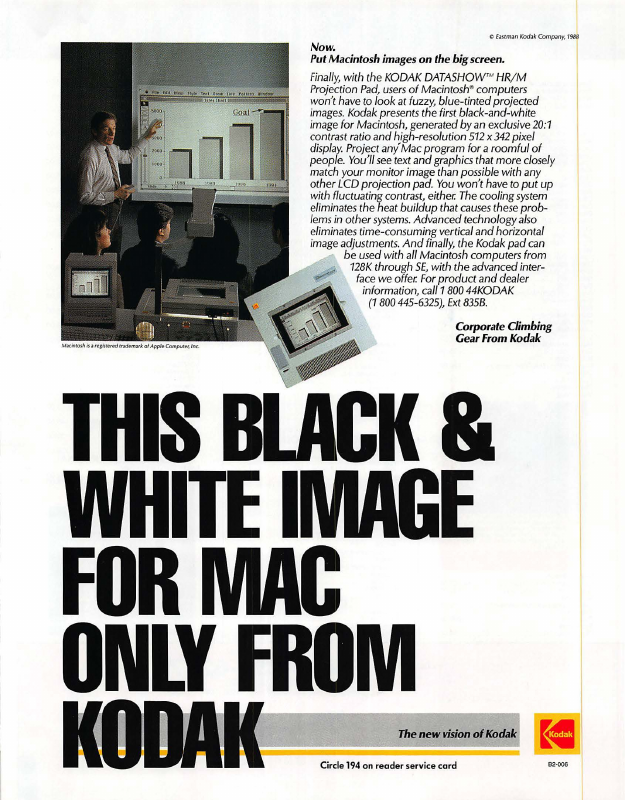 © Eastman Kodak Company, 1988
Now.
Put Macintosh images on the big screen.
Finally, with the KODAK DATASHOW™ HR/M
Projection Pad, users of Macintosh® computers
won't have to look at fuzzy, blue-tinted projected
images. Kodak presents the first black-and-white
image for Macintosh, generated by an exclusive 20:1
contrast ratio and high-resolution 512 x 342 pixel
display. Project any Mac program for a roomful of
people. You'll see text and graphics that more closely
match your monitor image than possible with any
other LCD projection pad. You won't have to put up
with fluctuating contrast, either. The cooling system
eliminates the heat buildup that causes these prob-
lems in other systems. Advanced technology also
eliminates time-consuming vertical and horizontal
image adjustments. And finally, the Kodak pad can
be used with all Macintosh computers from
128K through SE, with the advanced inter-
face we offer. For product and dealer
information, call 1 800 44KODAK
(1 800 445-6325), Ext 835B.
Goal
Macintosh is a registered trademark of Apple Computer, Inc.
Corporate Climbing
Gear From Kodak
THIS BLACK &
WHITE IMAGE
FOR MAC
ONLY FROM
KODAK
The new vision of Kodak
Kodak
Circle 194 on reader service card
B2-006